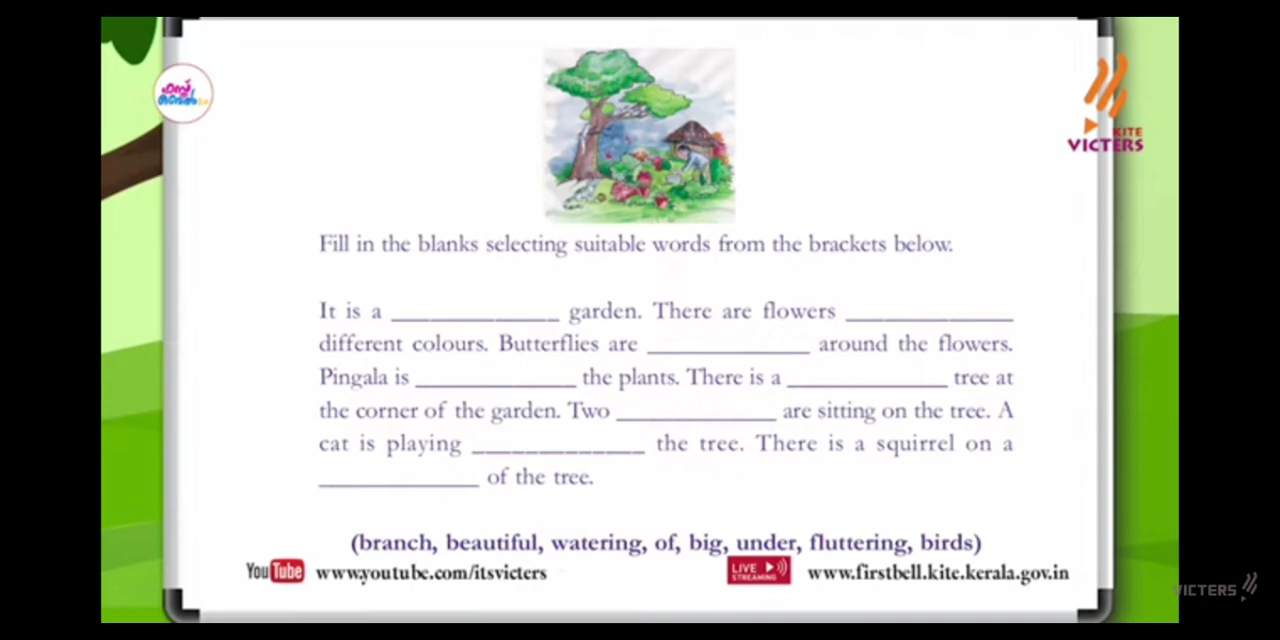 ഫസ്റ്റ്
ബെൽ 2.0
KITE
VICTERS
Fill in the blanks selecting suitable words from the brackets below.
It is a ______________ garden. There are flowers ______________
different colours. Butterflies are ______________ around the flowers.
Pingala is ______________ the plants. There is a ______________ tree at
the corner of the garden. Two ______________ are sitting on the tree. A
cat is playing ______________ the tree. There is a squirrel on a
______________ of the tree.
(branch, beautiful, watering, of, big, under, fluttering, birds)
YouTube www.youtube.com/itsvicters
LIVE STREAMING www.firstbell.kite.kerala.gov.in
VICTERS